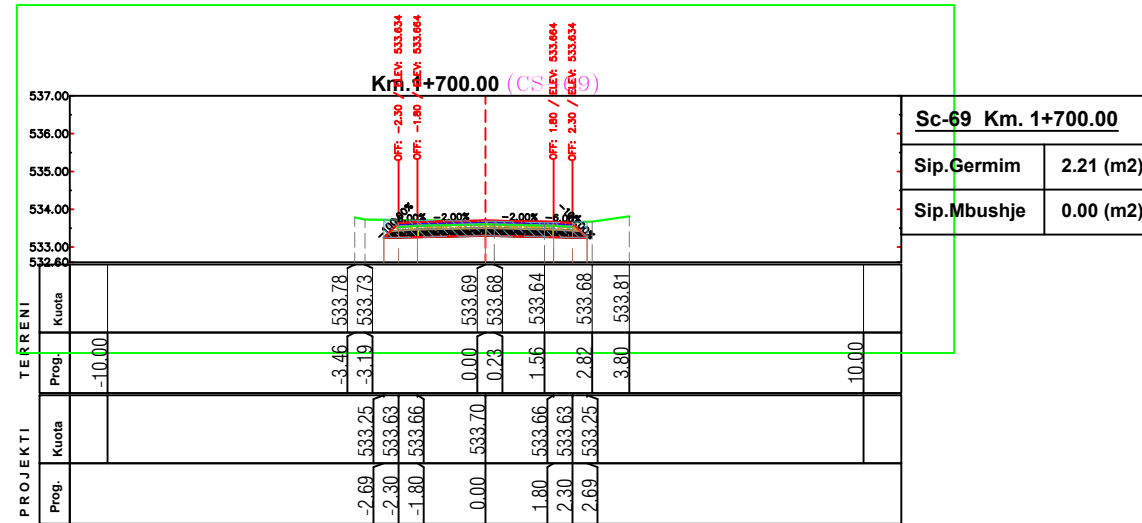 OFF: -2.30 / ELEV: 533.634
OFF: -1.80 / ELEV: 533.664
OFF: 1.80 / ELEV: 533.664
OFF: 2.30 / ELEV: 533.634
Km.1+700.00 (CS 69)
537.00
536.00
535.00
534.00
533.00
532.60
-2.00% -2.00% -6.00%
Sc-69 Km. 1+700.00
Sip.Germim 2.21 (m2)
Sip.Mbushje 0.00 (m2)
TERRENI
Kuota 533.78 533.73 533.69 533.68 533.64 533.68 533.81
Prog. -10.00 -3.46 -3.19 0.00 0.23 1.56 2.82 3.80 10.00
PROJEKTI
Kuota 533.25 533.63 533.66 533.70 533.66 533.63 533.25
Prog. -2.69 -2.30 -1.80 0.00 1.80 2.30 2.69